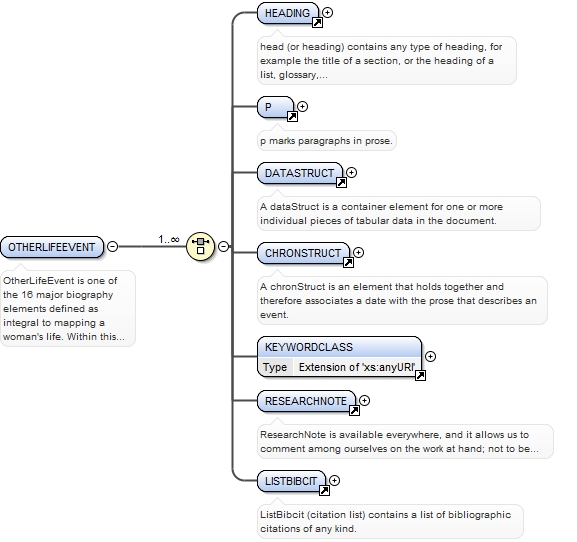 HEADING
head (or heading) contains any type of heading, for
example the title of a section, or the heading of a
list, glossary,...
P
p marks paragraphs in prose.
DATASTRUCT
A dataStruct is a container element for one or more
individual pieces of tabular data in the document.
OTHERLIFEEVENT
1..∞
OtherLifeEvent is one of
the 16 major biography
elements defined as
integral to mapping a
woman's life. Within this...
CHRONSTRUCT
A chronStruct is an element that holds together and
therefore associates a date with the prose that describes an
event.
KEYWORDCLASS
Type Extension of 'xs:anyURI'
RESEARCHNOTE
ResearchNote is available everywhere, and it allows us to
comment among ourselves on the work at hand; not to be...
LISTBIBCIT
ListBibcit (citation list) contains a list of bibliographic
citations of any kind.